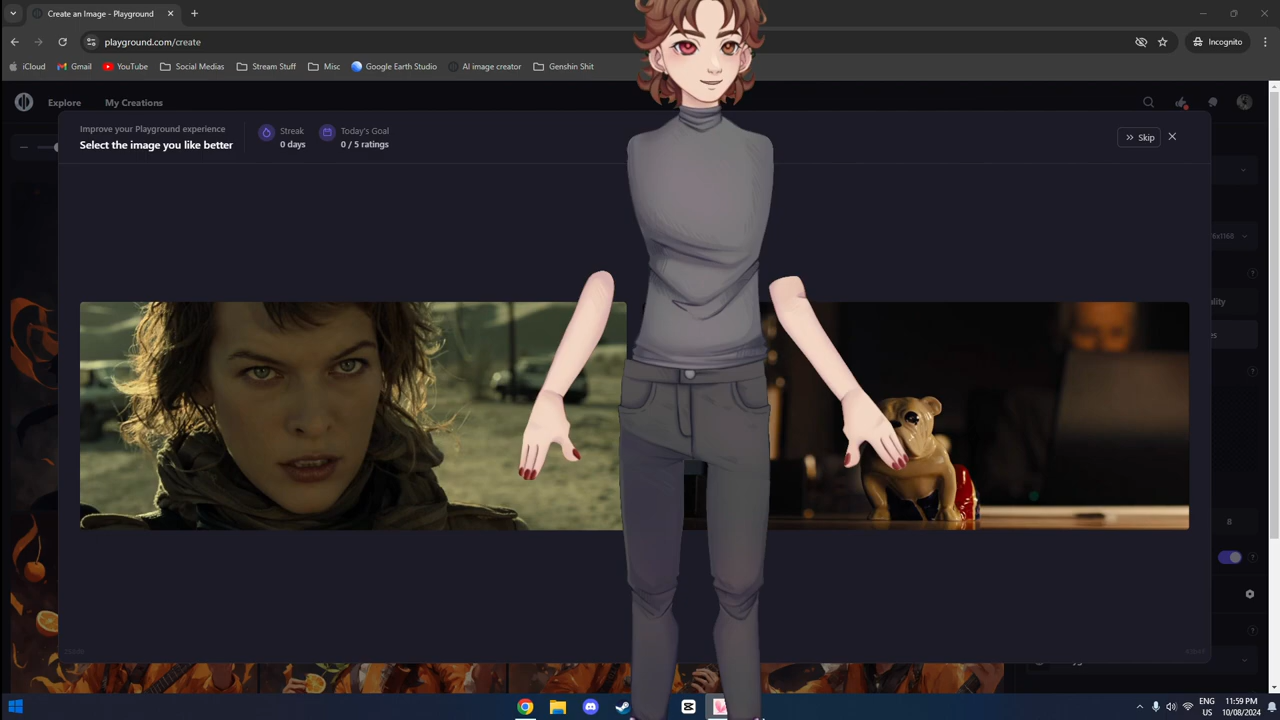 Create an Image - Playground
playground.com/create
Incognito
iCloud
Gmail
YouTube
Social Medias
Stream Stuff
Misc
Google Earth Studio
AI image creator
Genshin Shit
Explore
My Creations
Improve your Playground experience
Select the image you like better
Streak
0 days
Today's Goal
0 / 5 ratings
Skip
8
ENG
US
11:59 PM
10/08/2024